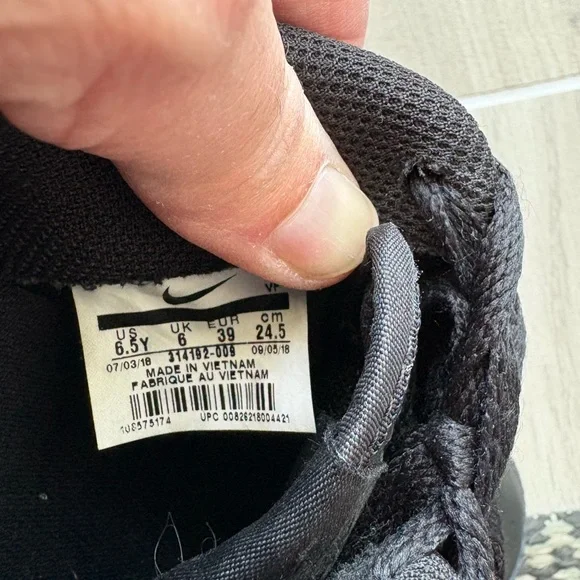 VF
US UK EUR cm
6.5Y 6 39 24.5
07/03/18 314192-009 09/05/18
MADE IN VIETNAM
FABRIQUE AU VIETNAM
UPC 00826218004421